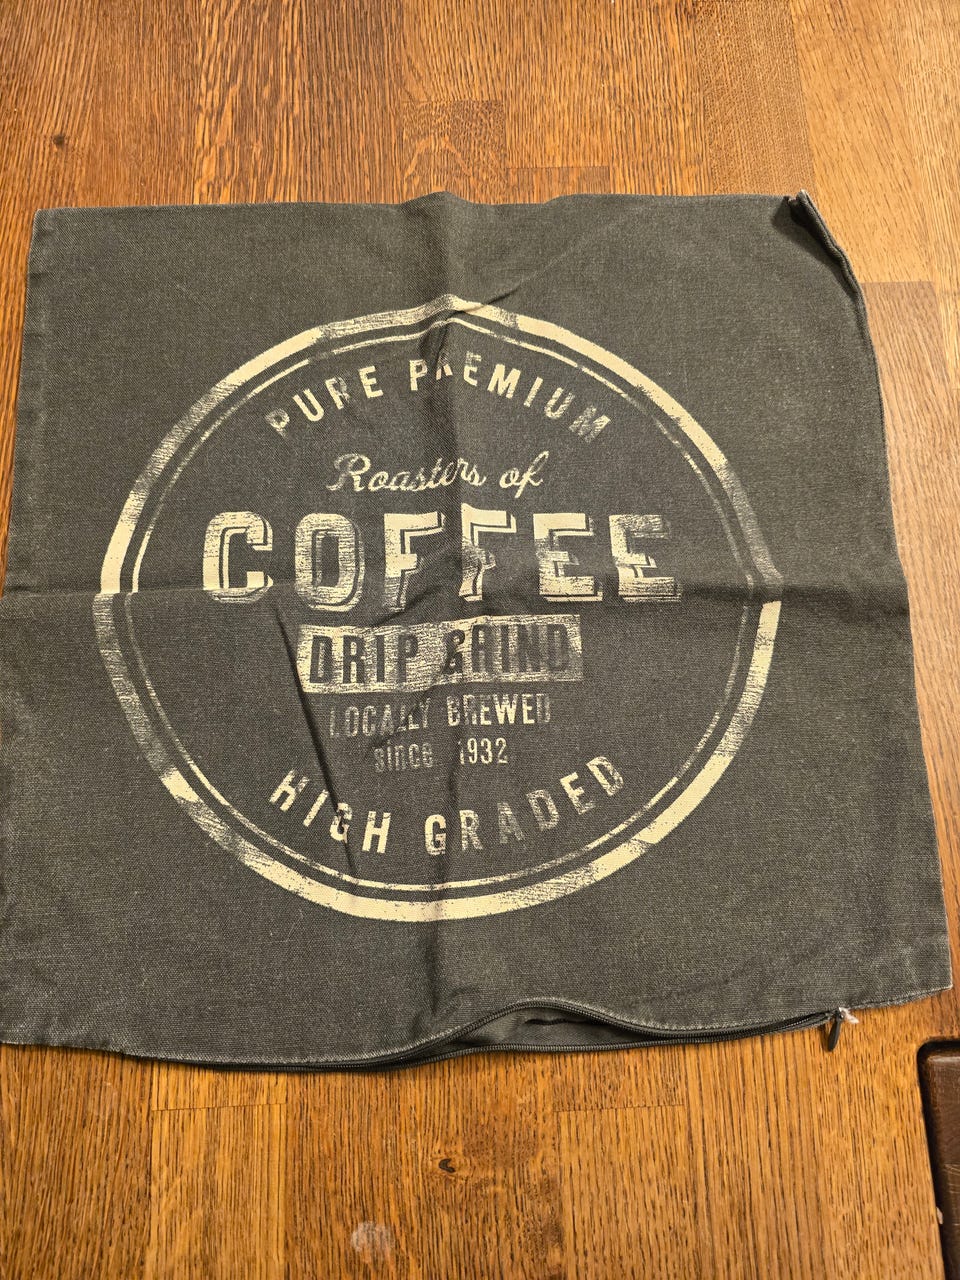 PURE PREMIUM
Roasters of
COFFEE
DRIP GRIND
LOCALLY BREWED
since 1932
HIGH GRADED